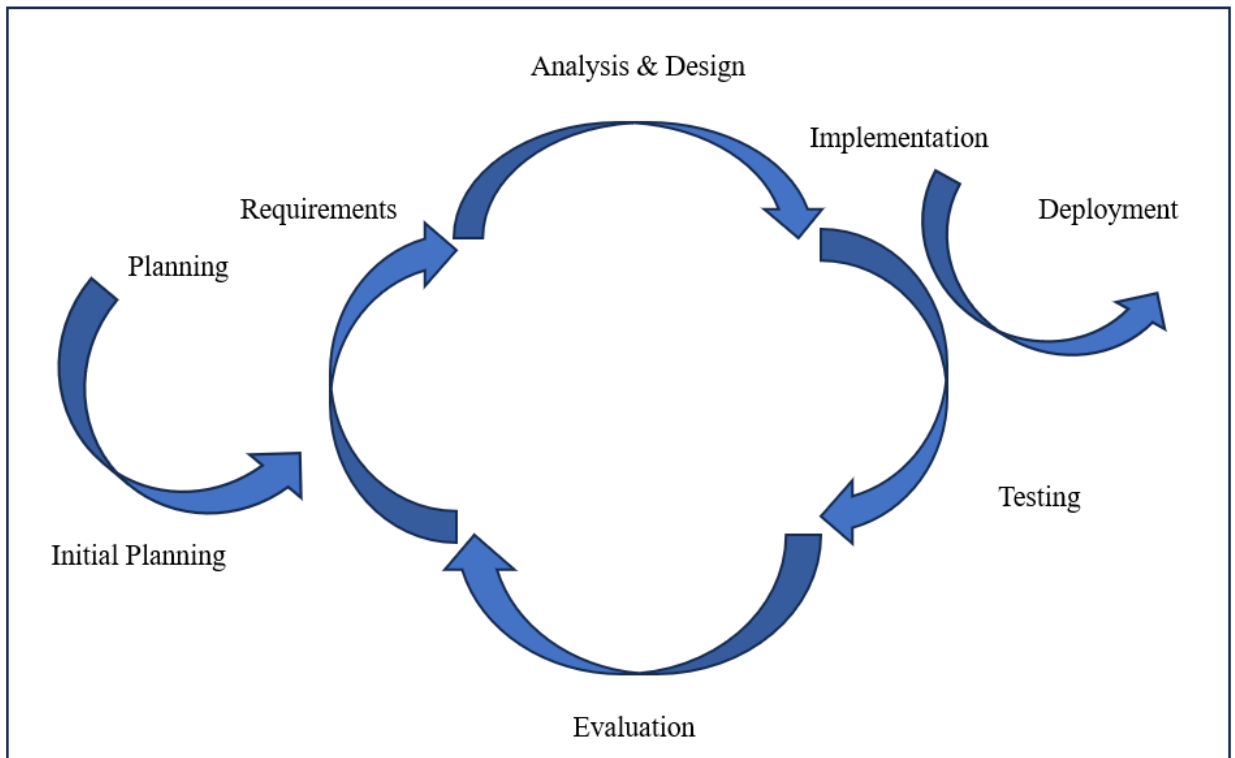 Analysis & Design
Implementation
Requirements
Deployment
Planning
Testing
Initial Planning
Evaluation